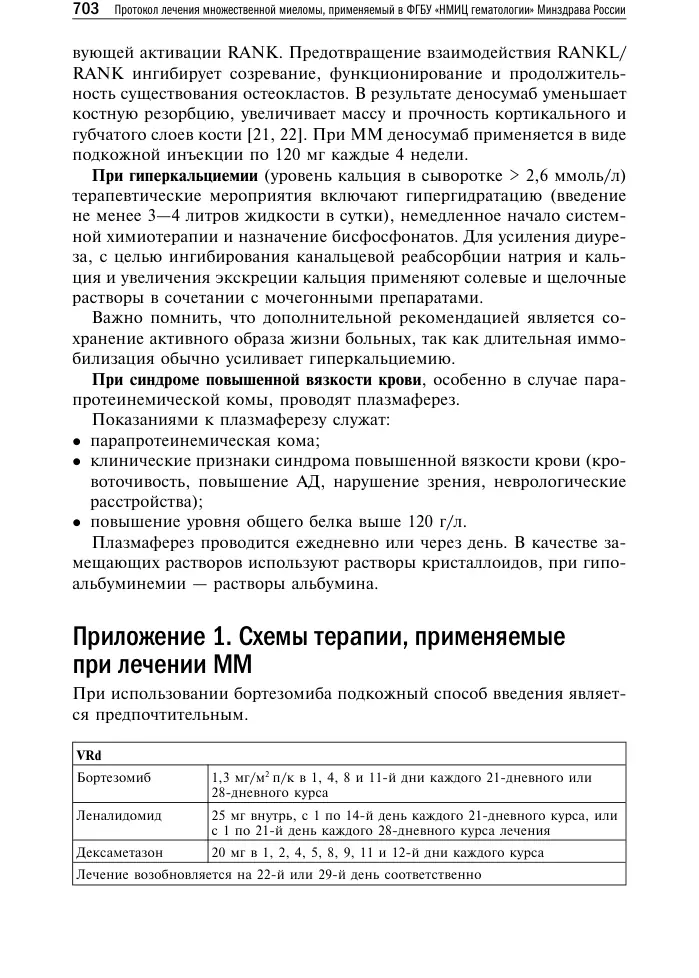 703 Протокол лечения множественной миеломы, применяемый в ФГБУ «НМИЦ гематологии» Минздрава России
вующей активации RANK. Предотвращение взаимодействия RANKL/
RANK ингибирует созревание, функционирование и продолжитель-
ность существования остеокластов. В результате деносумаб уменьшает
костную резорбцию, увеличивает массу и прочность кортикального и
губчатого слоев кости [21, 22]. При ММ деносумаб применяется в виде
подкожной инъекции по 120 мг каждые 4 недели.
При гиперкальциемии (уровень кальция в сыворотке > 2,6 ммоль/л)
терапевтические мероприятия включают гипергидратацию (введение
не менее 3—4 литров жидкости в сутки), немедленное начало систем-
ной химиотерапии и назначение бисфосфонатов. Для усиления диуре-
за, с целью ингибирования канальцевой реабсорбции натрия и каль-
ция и увеличения экскреции кальция применяют солевые и щелочные
растворы в сочетании с мочегонными препаратами.
Важно помнить, что дополнительной рекомендацией является со-
хранение активного образа жизни больных, так как длительная иммо-
билизация обычно усиливает гиперкальциемию.
При синдроме повышенной вязкости крови, особенно в случае пара-
протеинемической комы, проводят плазмаферез.
Показаниями к плазмаферезу служат:
● парапротеинемическая кома;
● клинические признаки синдрома повышенной вязкости крови (кро-
воточивость, повышение АД, нарушение зрения, неврологические
расстройства);
● повышение уровня общего белка выше 120 г/л.
Плазмаферез проводится ежедневно или через день. В качестве за-
мещающих растворов используют растворы кристаллоидов, при гипо-
альбуминемии — растворы альбумина.
Приложение 1. Схемы терапии, применяемые
при лечении ММ
При использовании бортезомиба подкожный способ введения являет-
ся предпочтительным.
VRd
Бортезомиб 1,3 мг/м² п/к в 1, 4, 8 и 11-й дни каждого 21-дневного или
28-дневного курса
Леналидомид 25 мг внутрь, с 1 по 14-й день каждого 21-дневного курса, или
с 1 по 21-й день каждого 28-дневного курса лечения
Дексаметазон 20 мг в 1, 2, 4, 5, 8, 9, 11 и 12-й дни каждого курса
Лечение возобновляется на 22-й или 29-й день соответственно